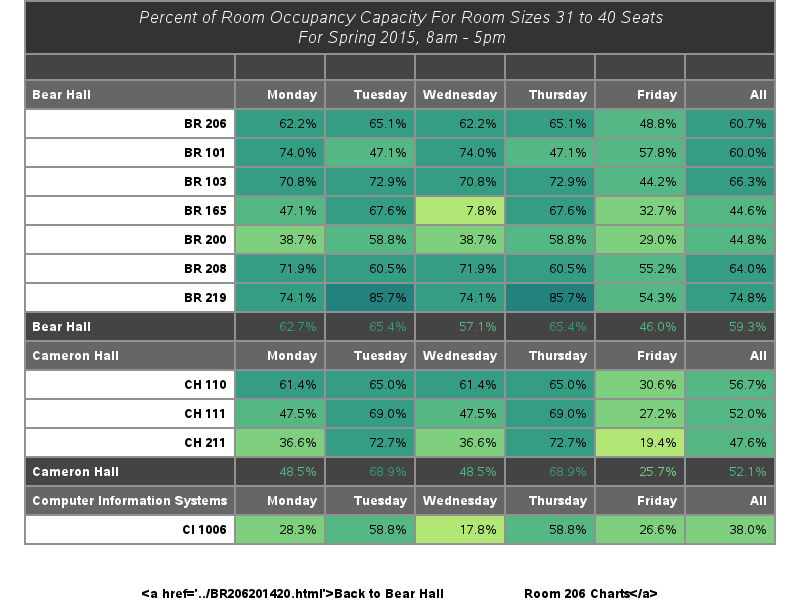 Percent of Room Occupancy Capacity For Room Sizes 31 to 40 Seats
For Spring 2015, 8am - 5pm
Bear Hall Monday Tuesday Wednesday Thursday Friday All
BR 206 62.2% 65.1% 62.2% 65.1% 48.8% 60.7%
BR 101 74.0% 47.1% 74.0% 47.1% 57.8% 60.0%
BR 103 70.8% 72.9% 70.8% 72.9% 44.2% 66.3%
BR 165 47.1% 67.6% 7.8% 67.6% 32.7% 44.6%
BR 200 38.7% 58.8% 38.7% 58.8% 29.0% 44.8%
BR 208 71.9% 60.5% 71.9% 60.5% 55.2% 64.0%
BR 219 74.1% 85.7% 74.1% 85.7% 54.3% 74.8%
Bear Hall 62.7% 65.4% 57.1% 65.4% 46.0% 59.3%
Cameron Hall Monday Tuesday Wednesday Thursday Friday All
CH 110 61.4% 65.0% 61.4% 65.0% 30.6% 56.7%
CH 111 47.5% 69.0% 47.5% 69.0% 27.2% 52.0%
CH 211 36.6% 72.7% 36.6% 72.7% 19.4% 47.6%
Cameron Hall 48.5% 68.9% 48.5% 68.9% 25.7% 52.1%
Computer Information Systems Monday Tuesday Wednesday Thursday Friday All
CI 1006 28.3% 58.8% 17.8% 58.8% 26.6% 38.0%
<a href='../BR206201420.html'>Back to Bear Hall Room 206 Charts</a>